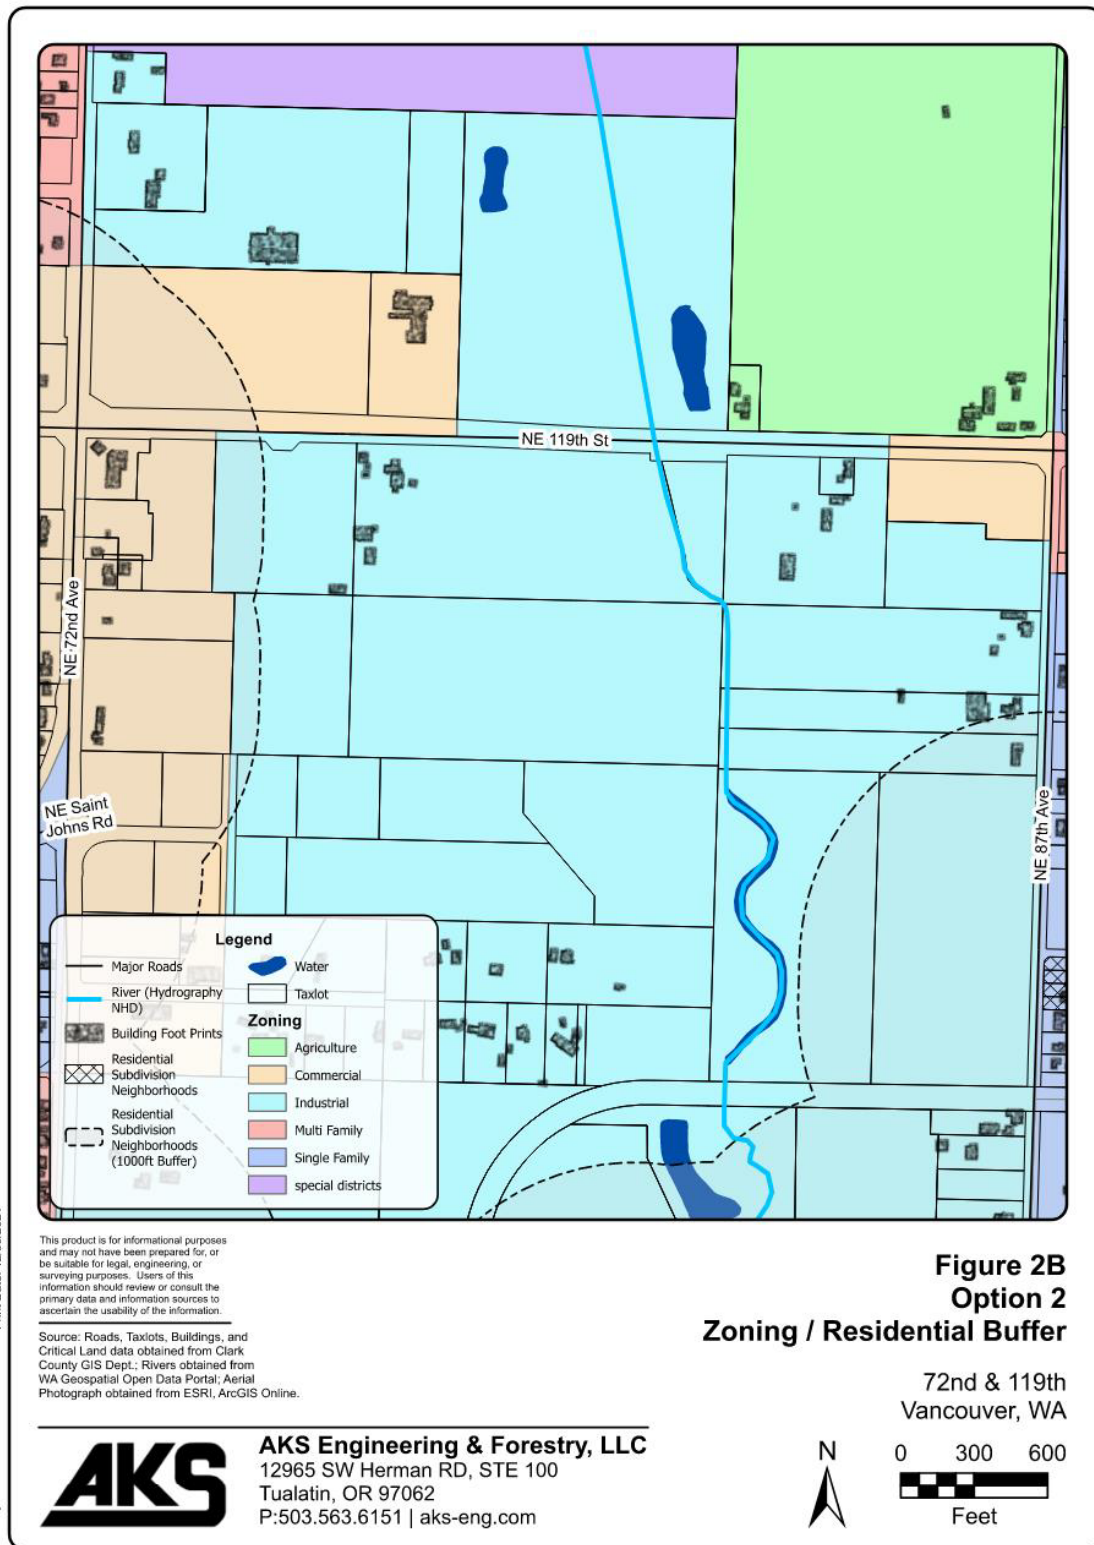 NE 119th St
NE 72nd Ave
NE Saint
Johns Rd
NE 87th Ave
Legend
Major Roads
River (Hydrography
NHD)
Building Foot Prints
Residential
Subdivision
Neighborhoods
Residential
Subdivision
Neighborhoods
(1000ft Buffer)
Water
Taxlot
Zoning
Agriculture
Commercial
Industrial
Multi Family
Single Family
special districts
This product is for informational purposes
and may not have been prepared for, or
be suitable for legal, engineering, or
surveying purposes. Users of this
information should review or consult the
primary data and information sources to
ascertain the usability of the information.
Source: Roads, Taxlots, Buildings, and
Critical Land data obtained from Clark
County GIS Dept.; Rivers obtained from
WA Geospatial Open Data Portal; Aerial
Photograph obtained from ESRI, ArcGIS Online.
Figure 2B
Option 2
Zoning / Residential Buffer
72nd & 119th
Vancouver, WA
AKS
AKS Engineering & Forestry, LLC
12965 SW Herman RD, STE 100
Tualatin, OR 97062
P:503.563.6151 | aks-eng.com
N
0 300 600
Feet